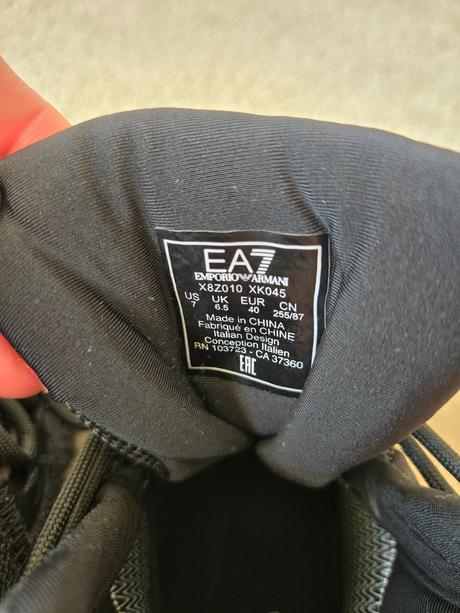 EA7
EMPORIO ARMANI
X8Z010 XK045
US UK EUR CN
7 6.5 40 255/87
Made in CHINA
Fabriqué en CHINE
Italian Design
Conception Italien
RN 103723 - CA 37360
EAC